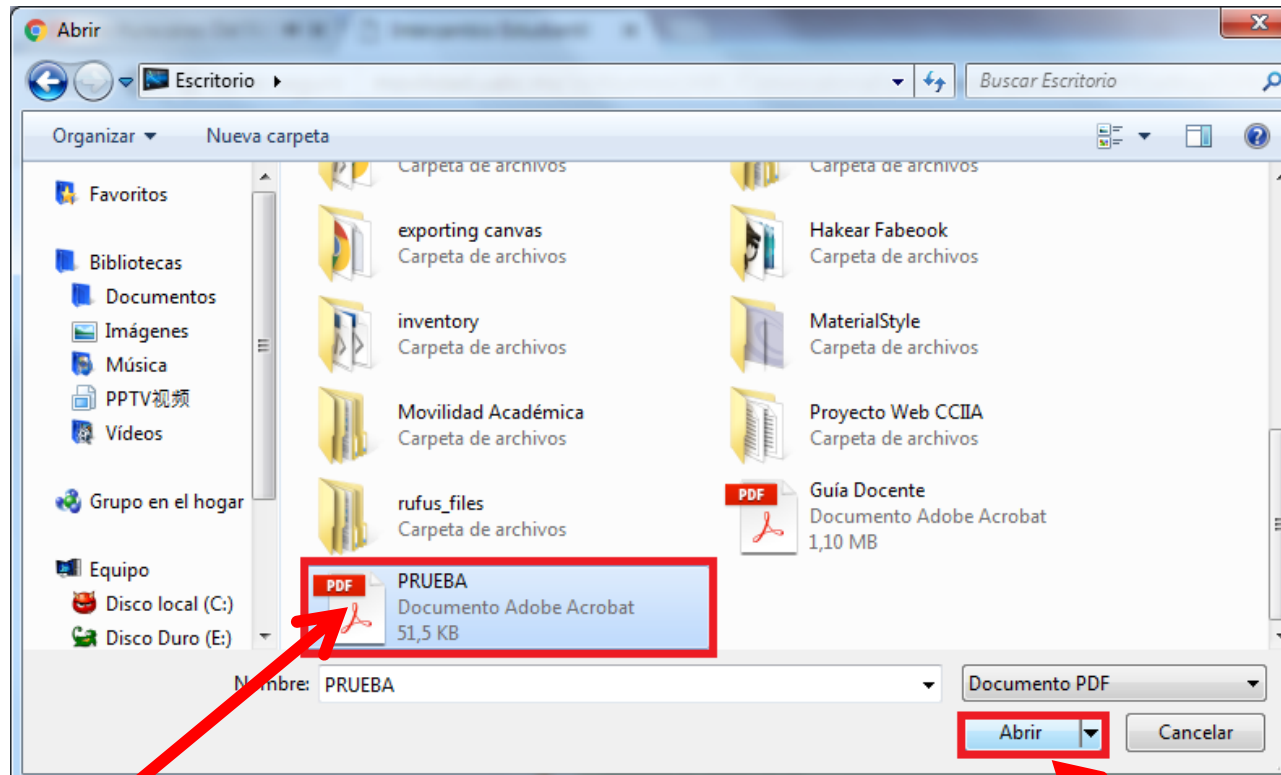 Abrir
Escritorio
Buscar Escritorio
Organizar
Nueva carpeta
Favoritos
Bibliotecas
Documentos
Imágenes
Música
PPTV视频
Vídeos
Grupo en el hogar
Equipo
Disco local (C:)
Disco Duro (E:)
Carpeta de archivos
Carpeta de archivos
exporting canvas
Carpeta de archivos
Hakear Fabeook
Carpeta de archivos
inventory
Carpeta de archivos
MaterialStyle
Carpeta de archivos
Movilidad Académica
Carpeta de archivos
Proyecto Web CCIIA
Carpeta de archivos
rufus_files
Carpeta de archivos
PDF
Guía Docente
Documento Adobe Acrobat
1,10 MB
PDF
PRUEBA
Documento Adobe Acrobat
51,5 KB
Nombre:
PRUEBA
Documento PDF
Abrir
Cancelar